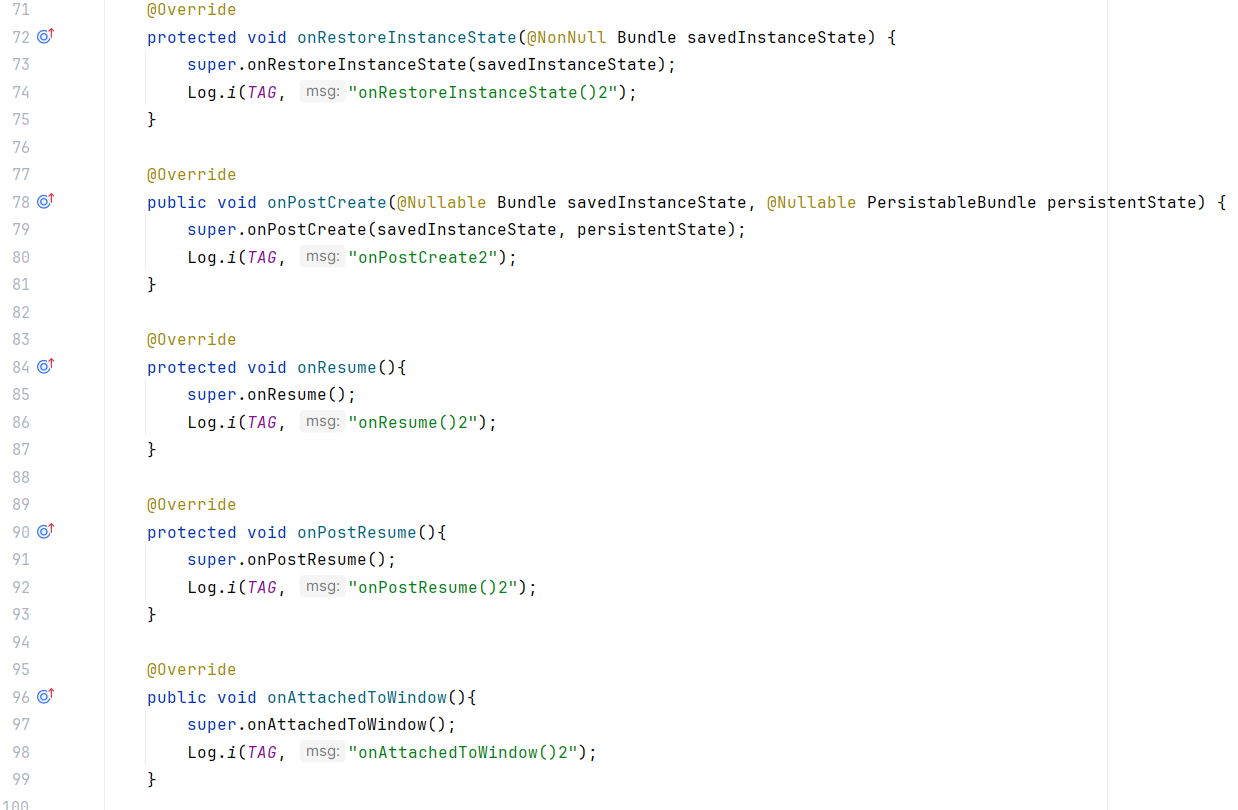 71 @Override
72 protected void onRestoreInstanceState(@NonNull Bundle savedInstanceState) {
73 super.onRestoreInstanceState(savedInstanceState);
74 Log.i(TAG, msg: "onRestoreInstanceState()2");
75 }
76
77 @Override
78 public void onPostCreate(@Nullable Bundle savedInstanceState, @Nullable PersistableBundle persistentState) {
79 super.onPostCreate(savedInstanceState, persistentState);
80 Log.i(TAG, msg: "onPostCreate2");
81 }
82
83 @Override
84 protected void onResume(){
85 super.onResume();
86 Log.i(TAG, msg: "onResume()2");
87 }
88
89 @Override
90 protected void onPostResume(){
91 super.onPostResume();
92 Log.i(TAG, msg: "onPostResume()2");
93 }
94
95 @Override
96 public void onAttachedToWindow(){
97 super.onAttachedToWindow();
98 Log.i(TAG, msg: "onAttachedToWindow()2");
99 }
100